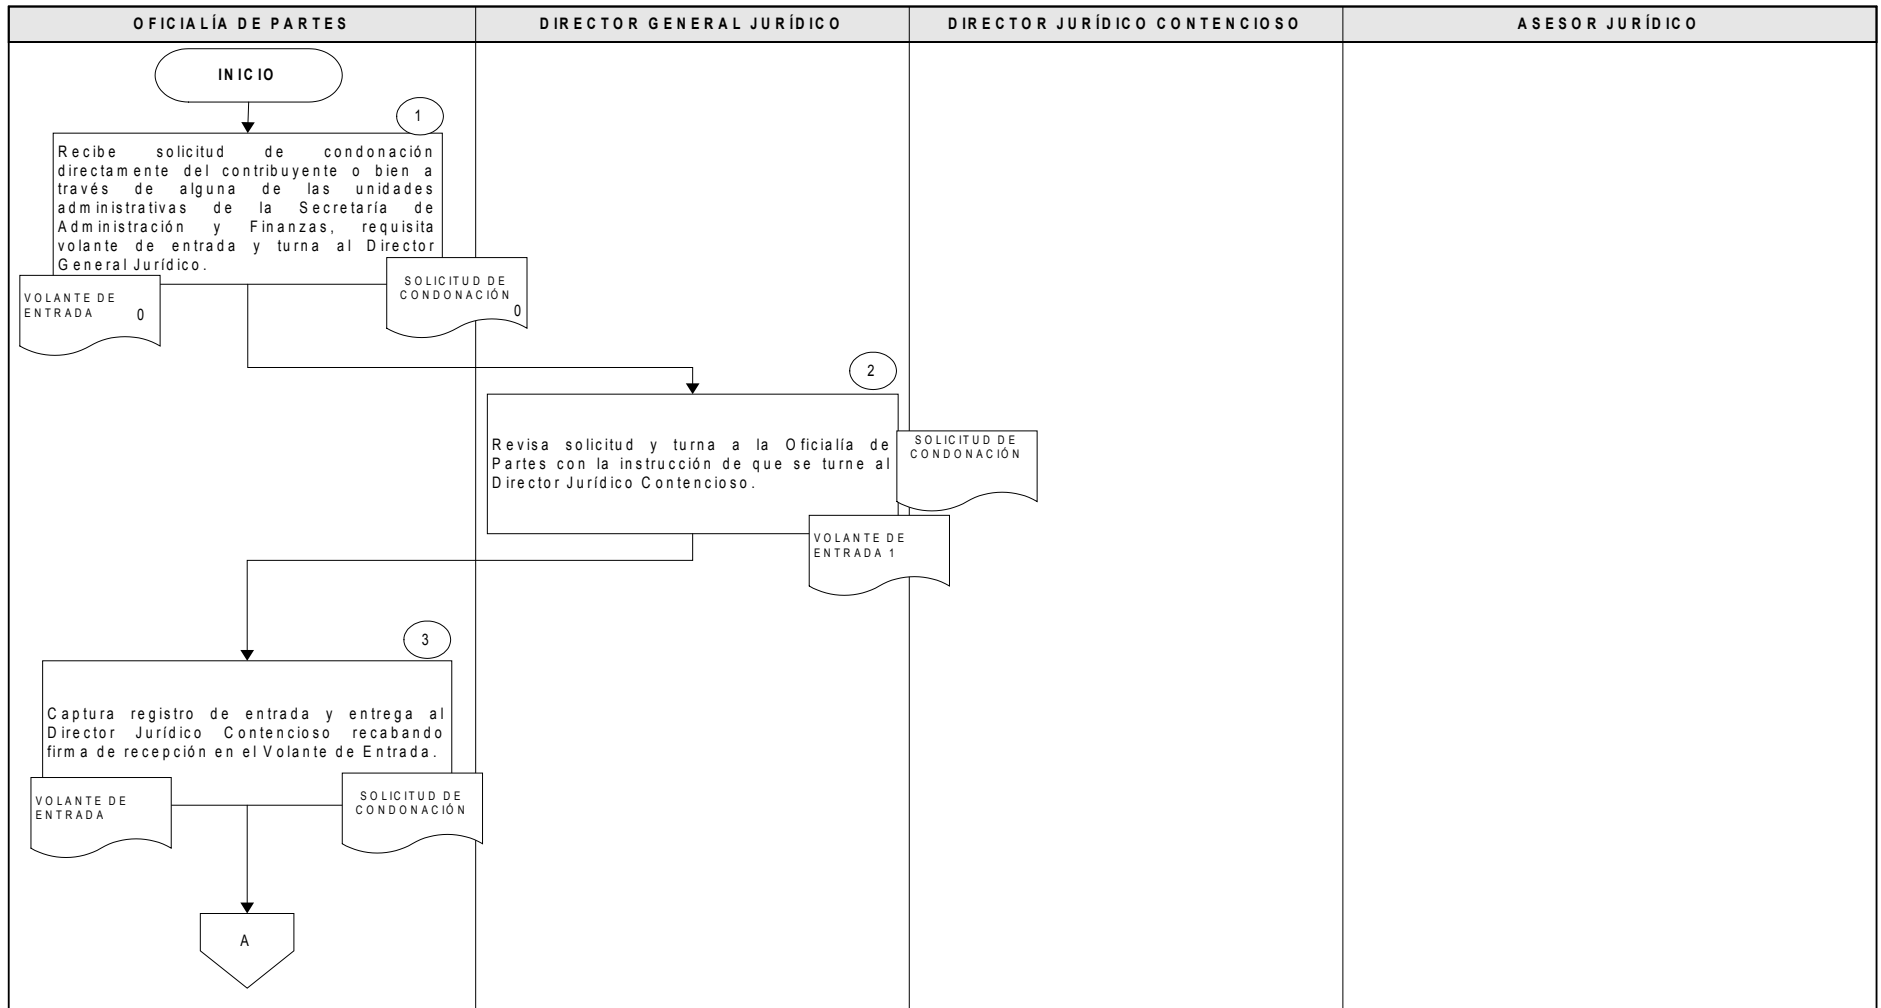 OFICIALÍA DE PARTES
DIRECTOR GENERAL JURÍDICO
DIRECTOR JURÍDICO CONTENCIOSO
ASESOR JURÍDICO
INICIO
1
Recibe solicitud de condonación
directamente del contribuyente o bien a
través de alguna de las unidades
administrativas de la Secretaría de
Administración y Finanzas, requisita
volante de entrada y turna al Director
General Jurídico.
VOLANTE DE
ENTRADA 0
SOLICITUD DE
CONDONACIÓN
0
2
Revisa solicitud y turna a la Oficialía de
Partes con la instrucción de que se turne al
Director Jurídico Contencioso.
SOLICITUD DE
CONDONACIÓN
VOLANTE DE
ENTRADA 1
3
Captura registro de entrada y entrega al
Director Jurídico Contencioso recabando
firma de recepción en el Volante de Entrada.
VOLANTE DE
ENTRADA
SOLICITUD DE
CONDONACIÓN
A